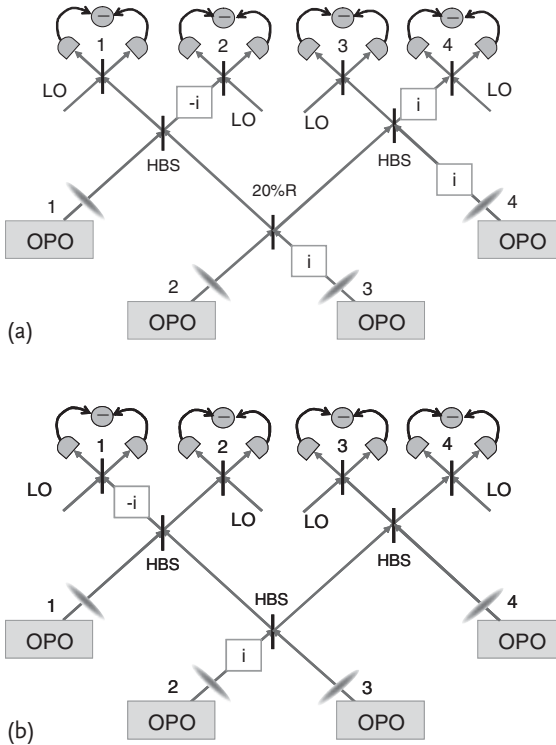 − − − −
1 2 3 4
LO -i LO LO i LO
HBS HBS
20%R i
1 4
OPO i OPO
2 3
OPO OPO
(a)
− − − −
1 2 3 4
LO -i LO LO LO
HBS HBS
HBS
1 4
OPO i OPO
2 3
OPO OPO
(b)